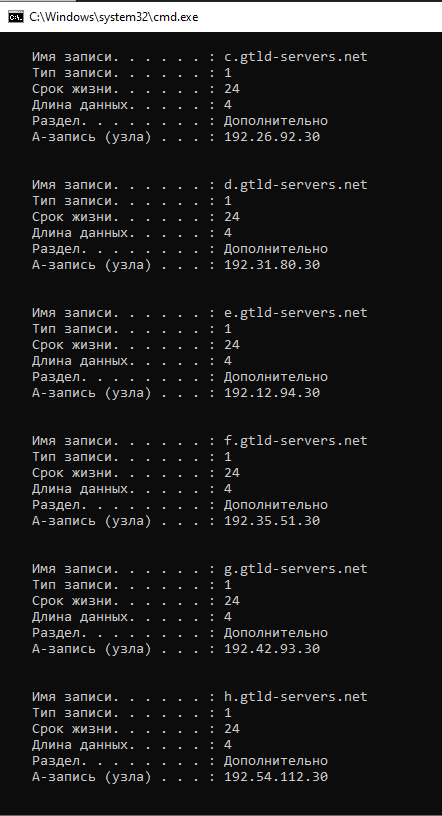 C:\Windows\system32\cmd.exe
Имя записи. . . . . . : c.gtld-servers.net
Тип записи. . . . . . : 1
Срок жизни. . . . . . : 24
Длина данных. . . . . : 4
Раздел. . . . . . . . : Дополнительно
А-запись (узла) . . . : 192.26.92.30
Имя записи. . . . . . : d.gtld-servers.net
Тип записи. . . . . . : 1
Срок жизни. . . . . . : 24
Длина данных. . . . . : 4
Раздел. . . . . . . . : Дополнительно
А-запись (узла) . . . : 192.31.80.30
Имя записи. . . . . . : e.gtld-servers.net
Тип записи. . . . . . : 1
Срок жизни. . . . . . : 24
Длина данных. . . . . : 4
Раздел. . . . . . . . : Дополнительно
А-запись (узла) . . . : 192.12.94.30
Имя записи. . . . . . : f.gtld-servers.net
Тип записи. . . . . . : 1
Срок жизни. . . . . . : 24
Длина данных. . . . . : 4
Раздел. . . . . . . . : Дополнительно
А-запись (узла) . . . : 192.35.51.30
Имя записи. . . . . . : g.gtld-servers.net
Тип записи. . . . . . : 1
Срок жизни. . . . . . : 24
Длина данных. . . . . : 4
Раздел. . . . . . . . : Дополнительно
А-запись (узла) . . . : 192.42.93.30
Имя записи. . . . . . : h.gtld-servers.net
Тип записи. . . . . . : 1
Срок жизни. . . . . . : 24
Длина данных. . . . . : 4
Раздел. . . . . . . . : Дополнительно
А-запись (узла) . . . : 192.54.112.30